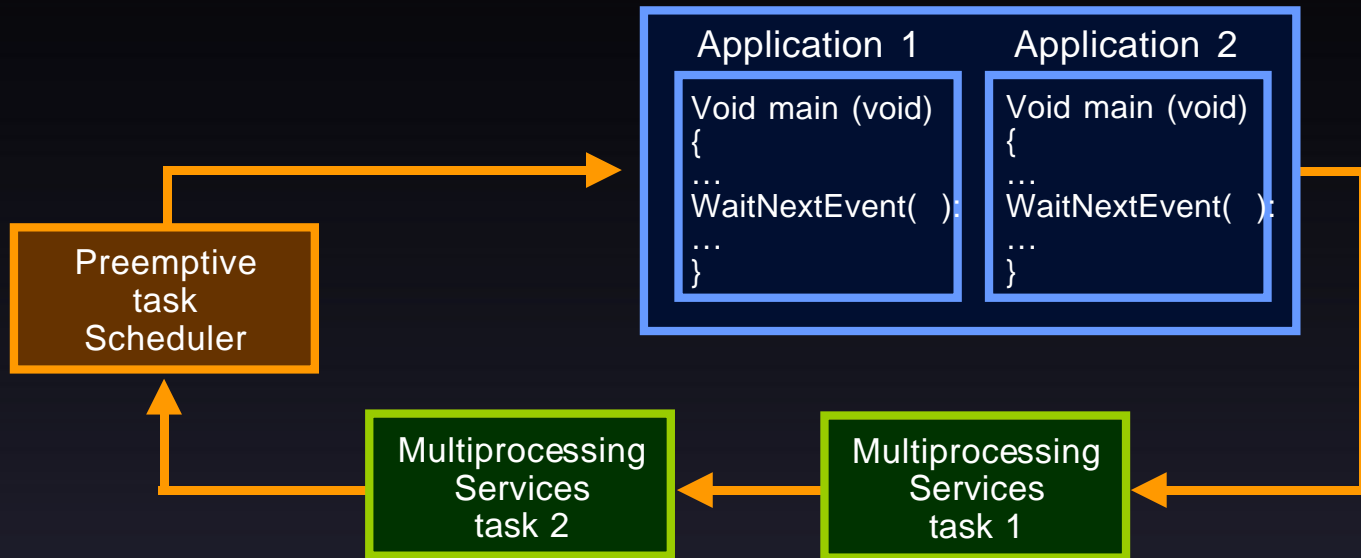 Application 1
Void main (void)
{
…
WaitNextEvent( ):
…
}
Application 2
Void main (void)
{
…
WaitNextEvent( ):
…
}
Preemptive
task
Scheduler
Multiprocessing
Services
task 2
Multiprocessing
Services
task 1